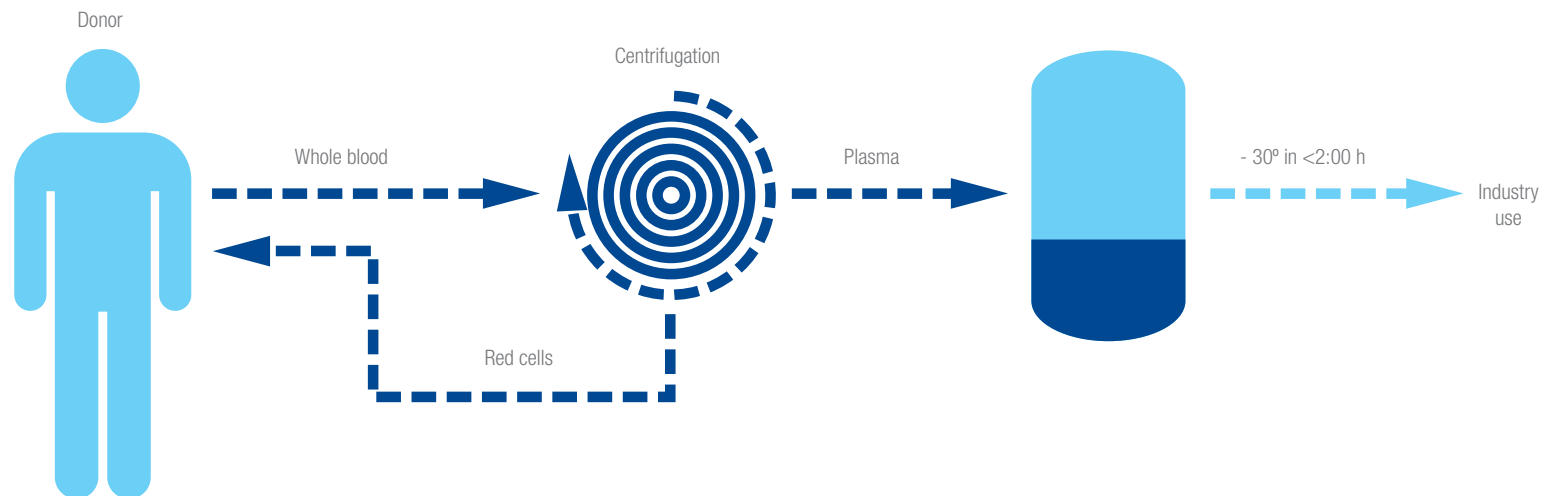 Donor
Centrifugation
Whole blood
Plasma
- 30º in <2:00 h
Industry
use
Red cells